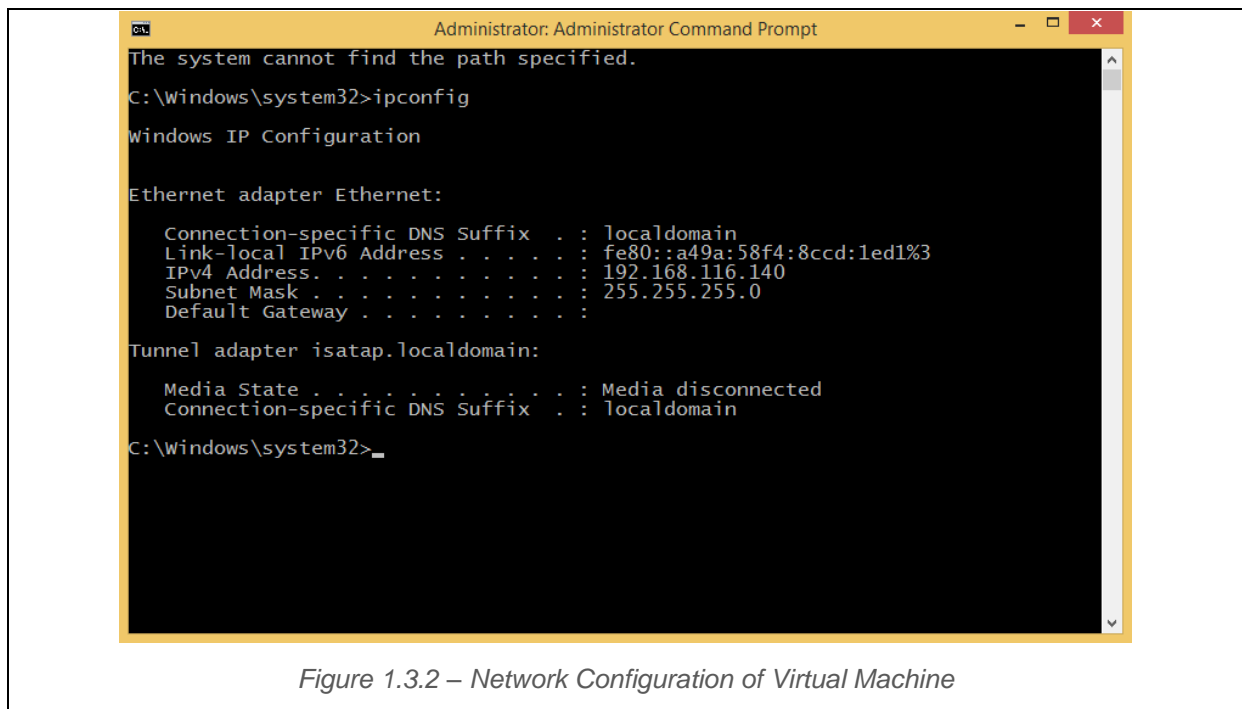 Administrator: Administrator Command Prompt
The system cannot find the path specified.
C:\Windows\system32>ipconfig
Windows IP Configuration
Ethernet adapter Ethernet:
Connection-specific DNS Suffix  . : localdomain
Link-local IPv6 Address . . . . . : fe80::a49a:58f4:8ccd:1ed1%3
IPv4 Address. . . . . . . . . . . : 192.168.116.140
Subnet Mask . . . . . . . . . . . : 255.255.255.0
Default Gateway . . . . . . . . . :
Tunnel adapter isatap.localdomain:
Media State . . . . . . . . . . . : Media disconnected
Connection-specific DNS Suffix  . : localdomain
C:\Windows\system32>_
Figure 1.3.2 – Network Configuration of Virtual Machine